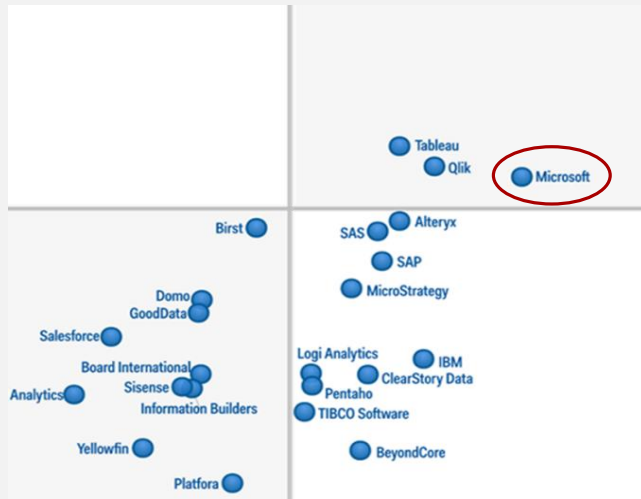 Tableau
Qlik
Microsoft
Birst
SAS
Alteryx
SAP
Domo
MicroStrategy
GoodData
Salesforce
Logi Analytics
IBM
Board International
ClearStory Data
Sisense
Analytics
Pentaho
Information Builders
TIBCO Software
Yellowfin
BeyondCore
Platfora